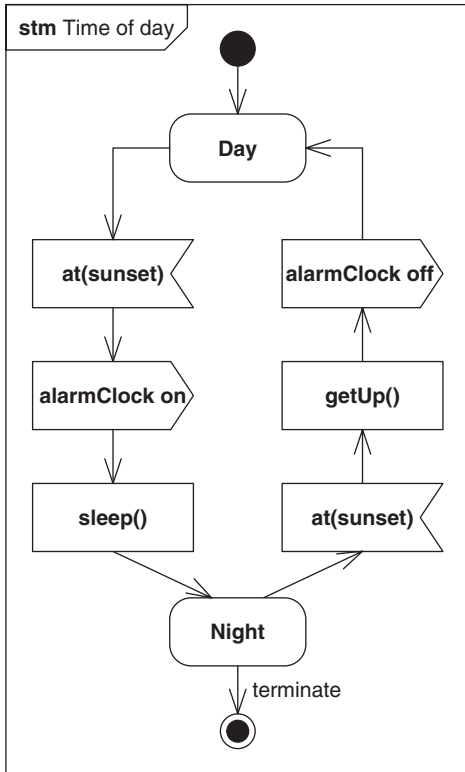 stm Time of day
Day
at(sunset)
alarmClock off
alarmClock on
getUp()
sleep()
at(sunset)
Night
terminate